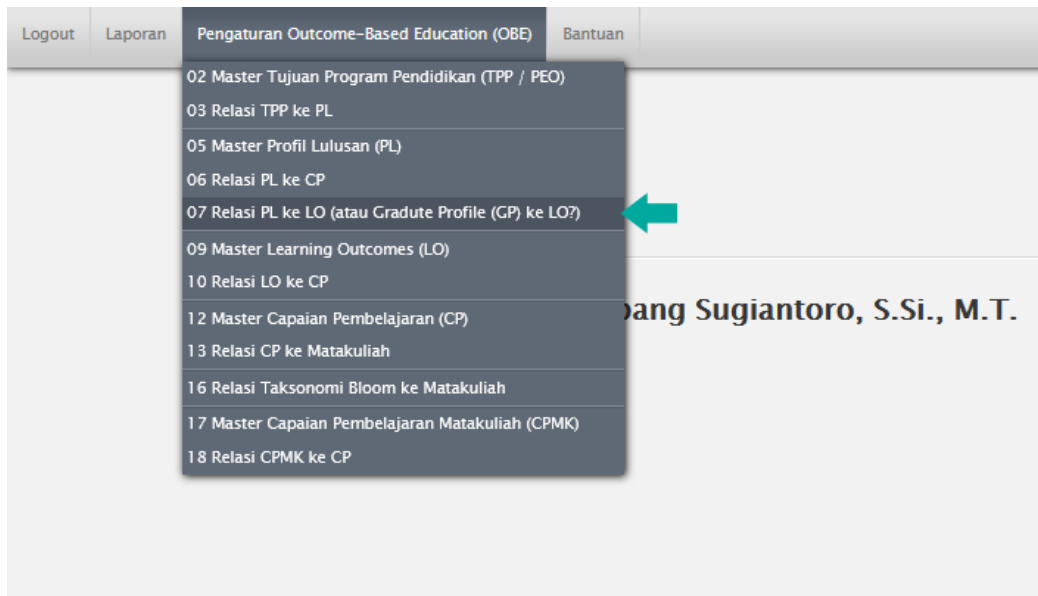 Logout Laporan Pengaturan Outcome-Based Education (OBE) Bantuan
02 Master Tujuan Program Pendidikan (TPP / PEO)
03 Relasi TPP ke PL
05 Master Profil Lulusan (PL)
06 Relasi PL ke CP
07 Relasi PL ke LO (atau Gradute Profile (GP) ke LO?)
09 Master Learning Outcomes (LO)
10 Relasi LO ke CP
12 Master Capaian Pembelajaran (CP)
Sugiantoro, S.Si., M.T.
13 Relasi CP ke Matakuliah
16 Relasi Taksonomi Bloom ke Matakuliah
17 Master Capaian Pembelajaran Matakuliah (CPMK)
18 Relasi CPMK ke CP